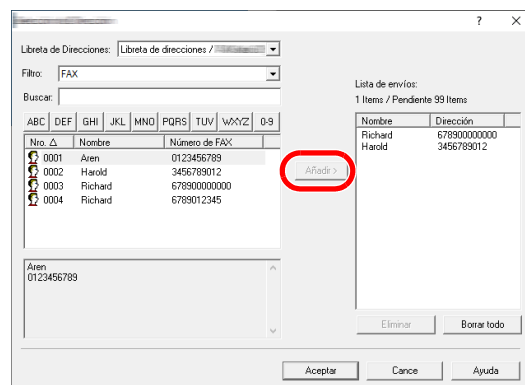 ? ×
Libreta de Direcciones: Libreta de direcciones /
Filtro: FAX
Buscar:
ABC DEF GHI JKL MNO PQRS TUV WXYZ 0-9
Nro. △ Nombre Número de FAX
0001 Aren 0123456789
0002 Harold 3456789012
0003 Richard 678900000000
0004 Richard 6789012345
Aren
0123456789
Añadir >
Lista de envíos:
1 Items / Pendiente 99 Items
Nombre Dirección
Richard 678900000000
Harold 3456789012
Eliminar Borrar todo
Aceptar Cance Ayuda